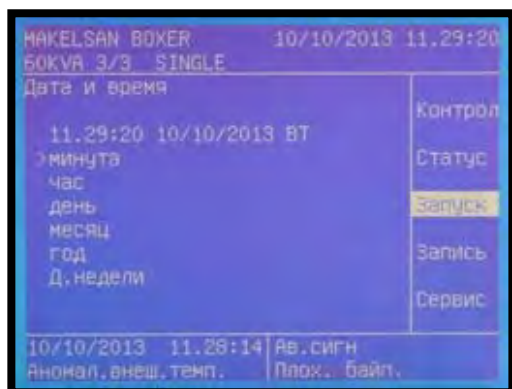 MAKELSAN BOXER 10/10/2013 11.29:20
60KVA 3/3 SINGLE
Дата и время
11.29:20 10/10/2013 ВТ
>минута
час
день
месяц
год
Д.недели
Контрол
Статус
Запуск
Запись
Сервис
10/10/2013 11.28:14 Ав.сигн
Аномал.внеш.темп. Плох. байп.